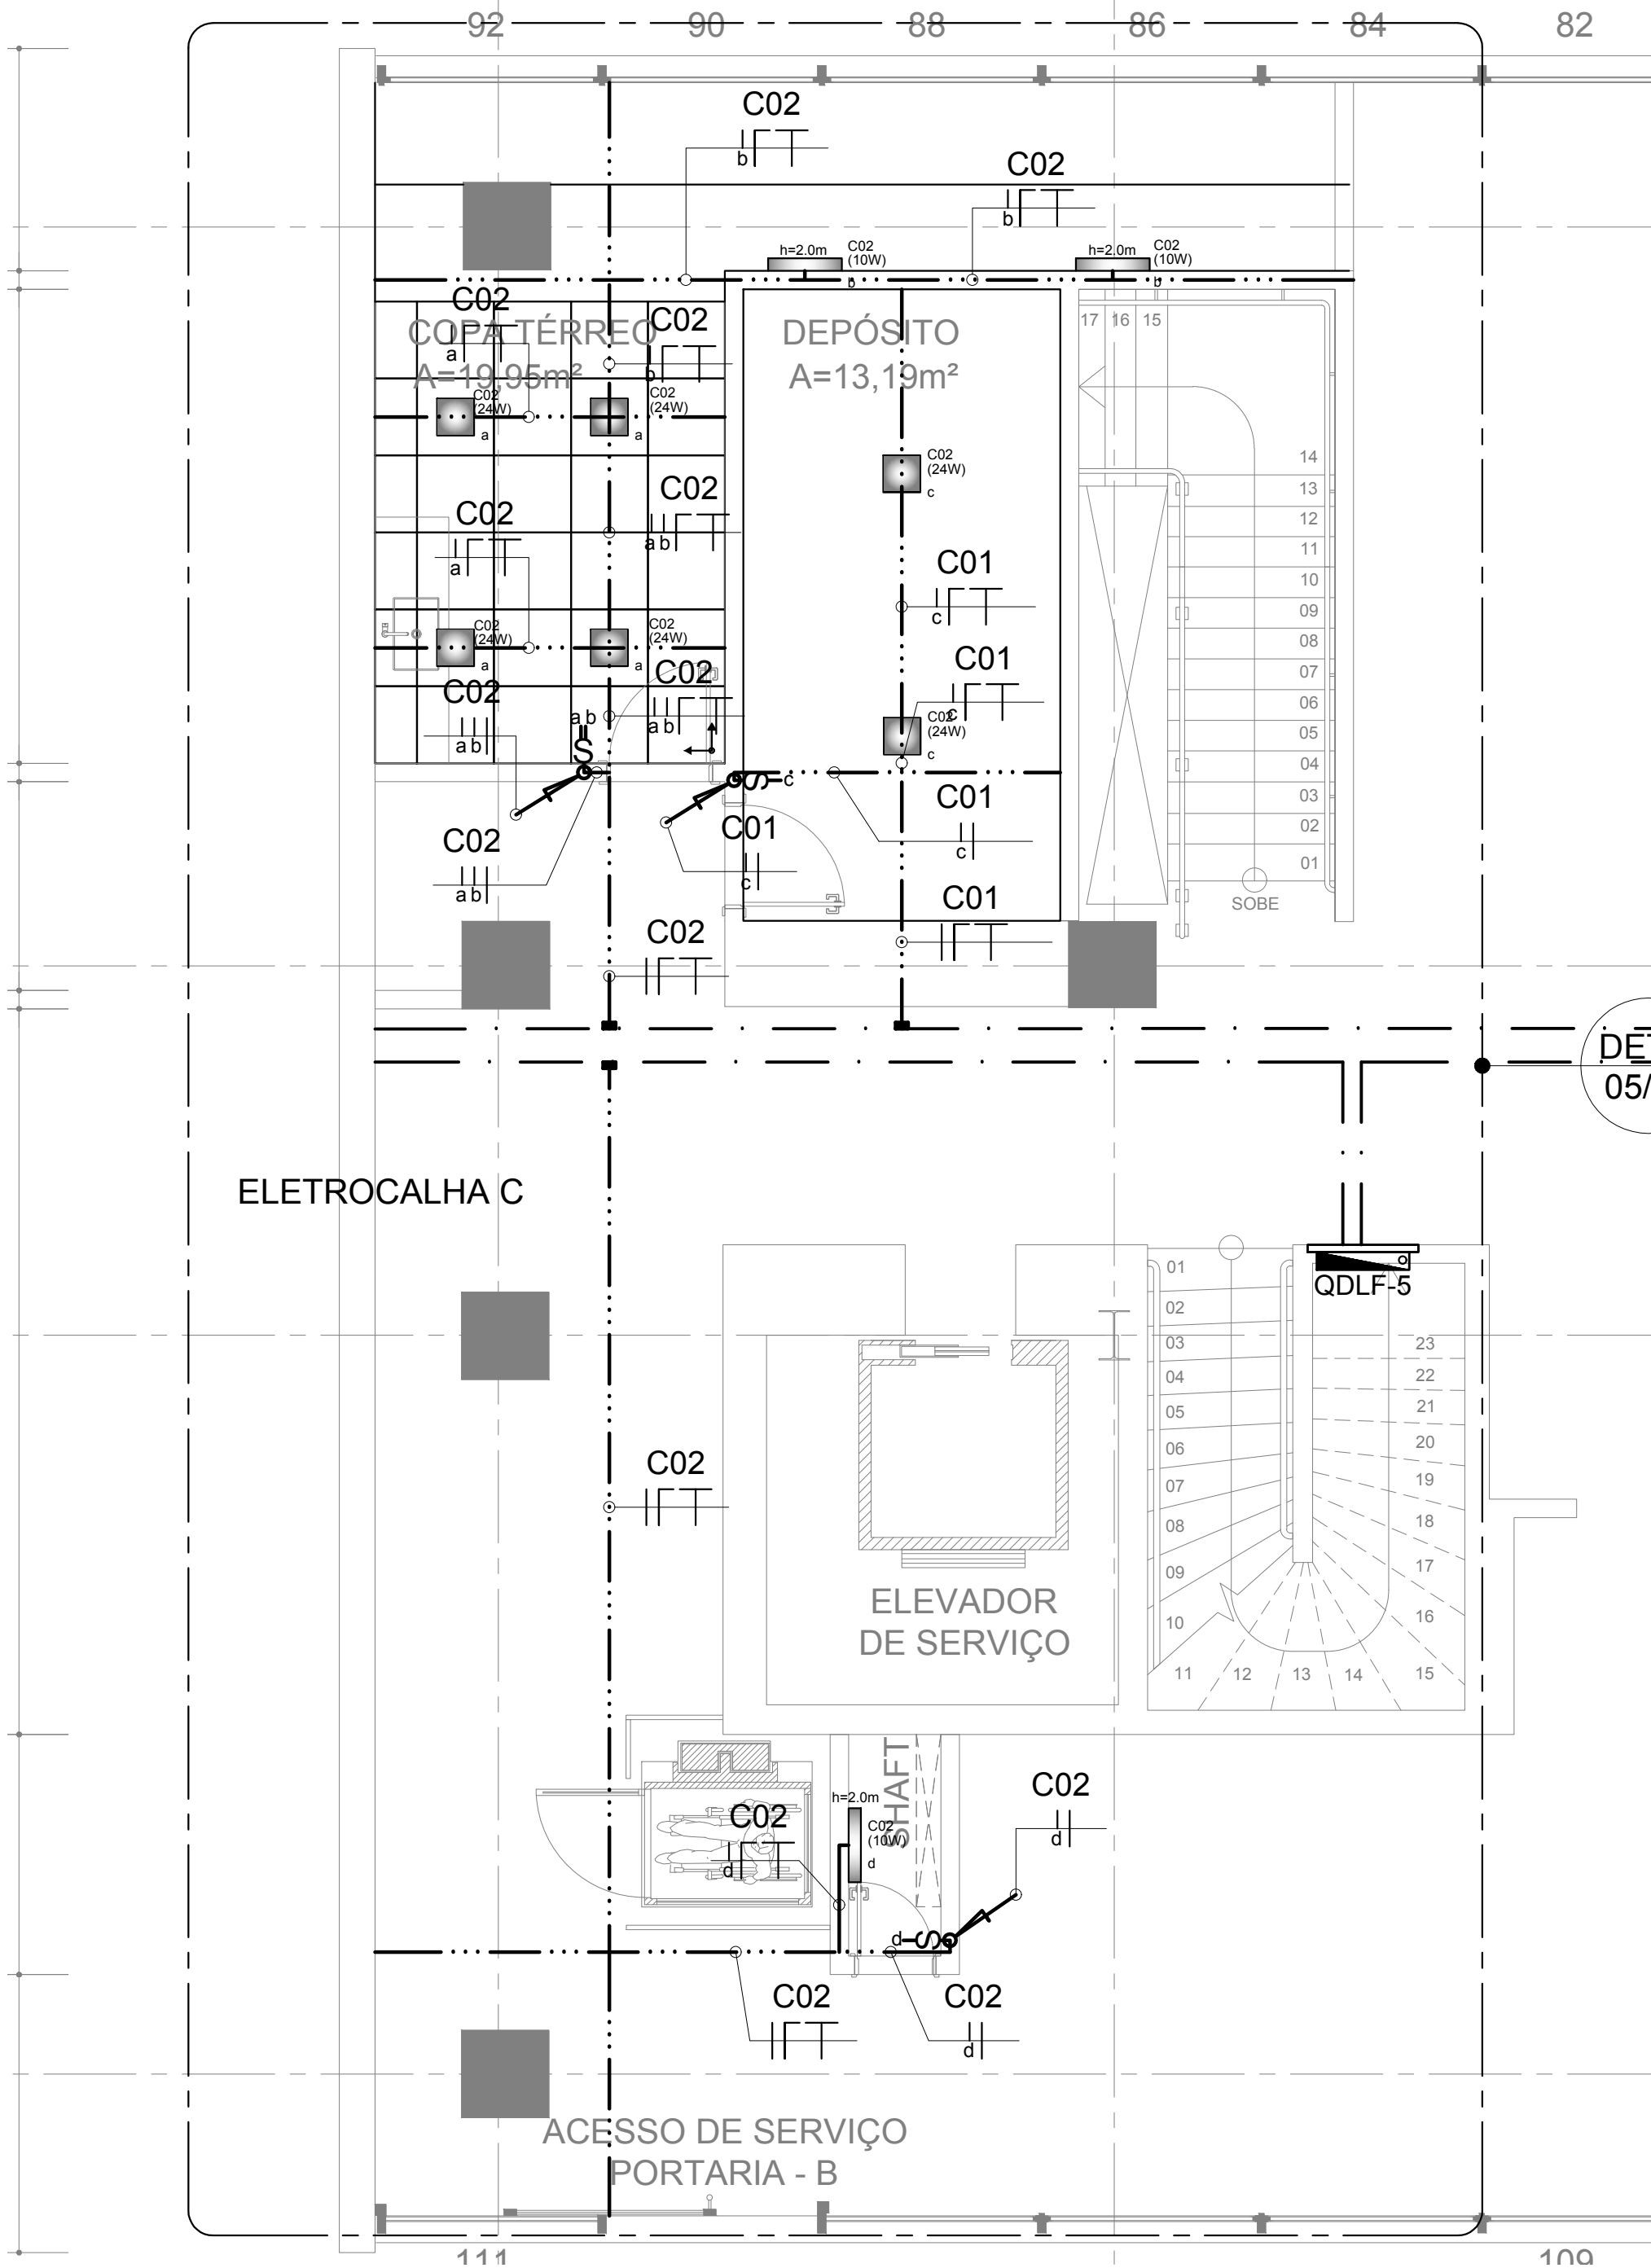 92 90 88 86 84 82
C02
b
C02
b
h=2.0m
C02
(10W)
b
h=2.0m
C02
(10W)
b
C02
a
COPA TÉRREO
A=19,95m²
C02
b
DEPÓSITO
A=13,19m²
17 16 15
C02
(24W)
a
C02
(24W)
a
C02
(24W)
c
14
13
12
11
10
09
08
07
06
05
04
03
02
01
SOBE
C02
a
C02
a b
C01
c
C02
(24W)
a
C02
(24W)
a
C02
a b
C02
a b
C01
c
C02
(24W)
c
a b
S
S
c
C02
a b
C01
c
C01
c
C01
C02
DET
05/
ELETROCALHA C
QDLF-5
01
02
03
04
05
06
07
08
09
10
11
12
13
14
15
16
17
18
19
20
21
22
23
C02
ELEVADOR
DE SERVIÇO
SHAFT
h=2.0m
C02
(10W)
d
C02
d
C02
d
d
S
C02
C02
d
ACESSO DE SERVIÇO
PORTARIA - B
111 109